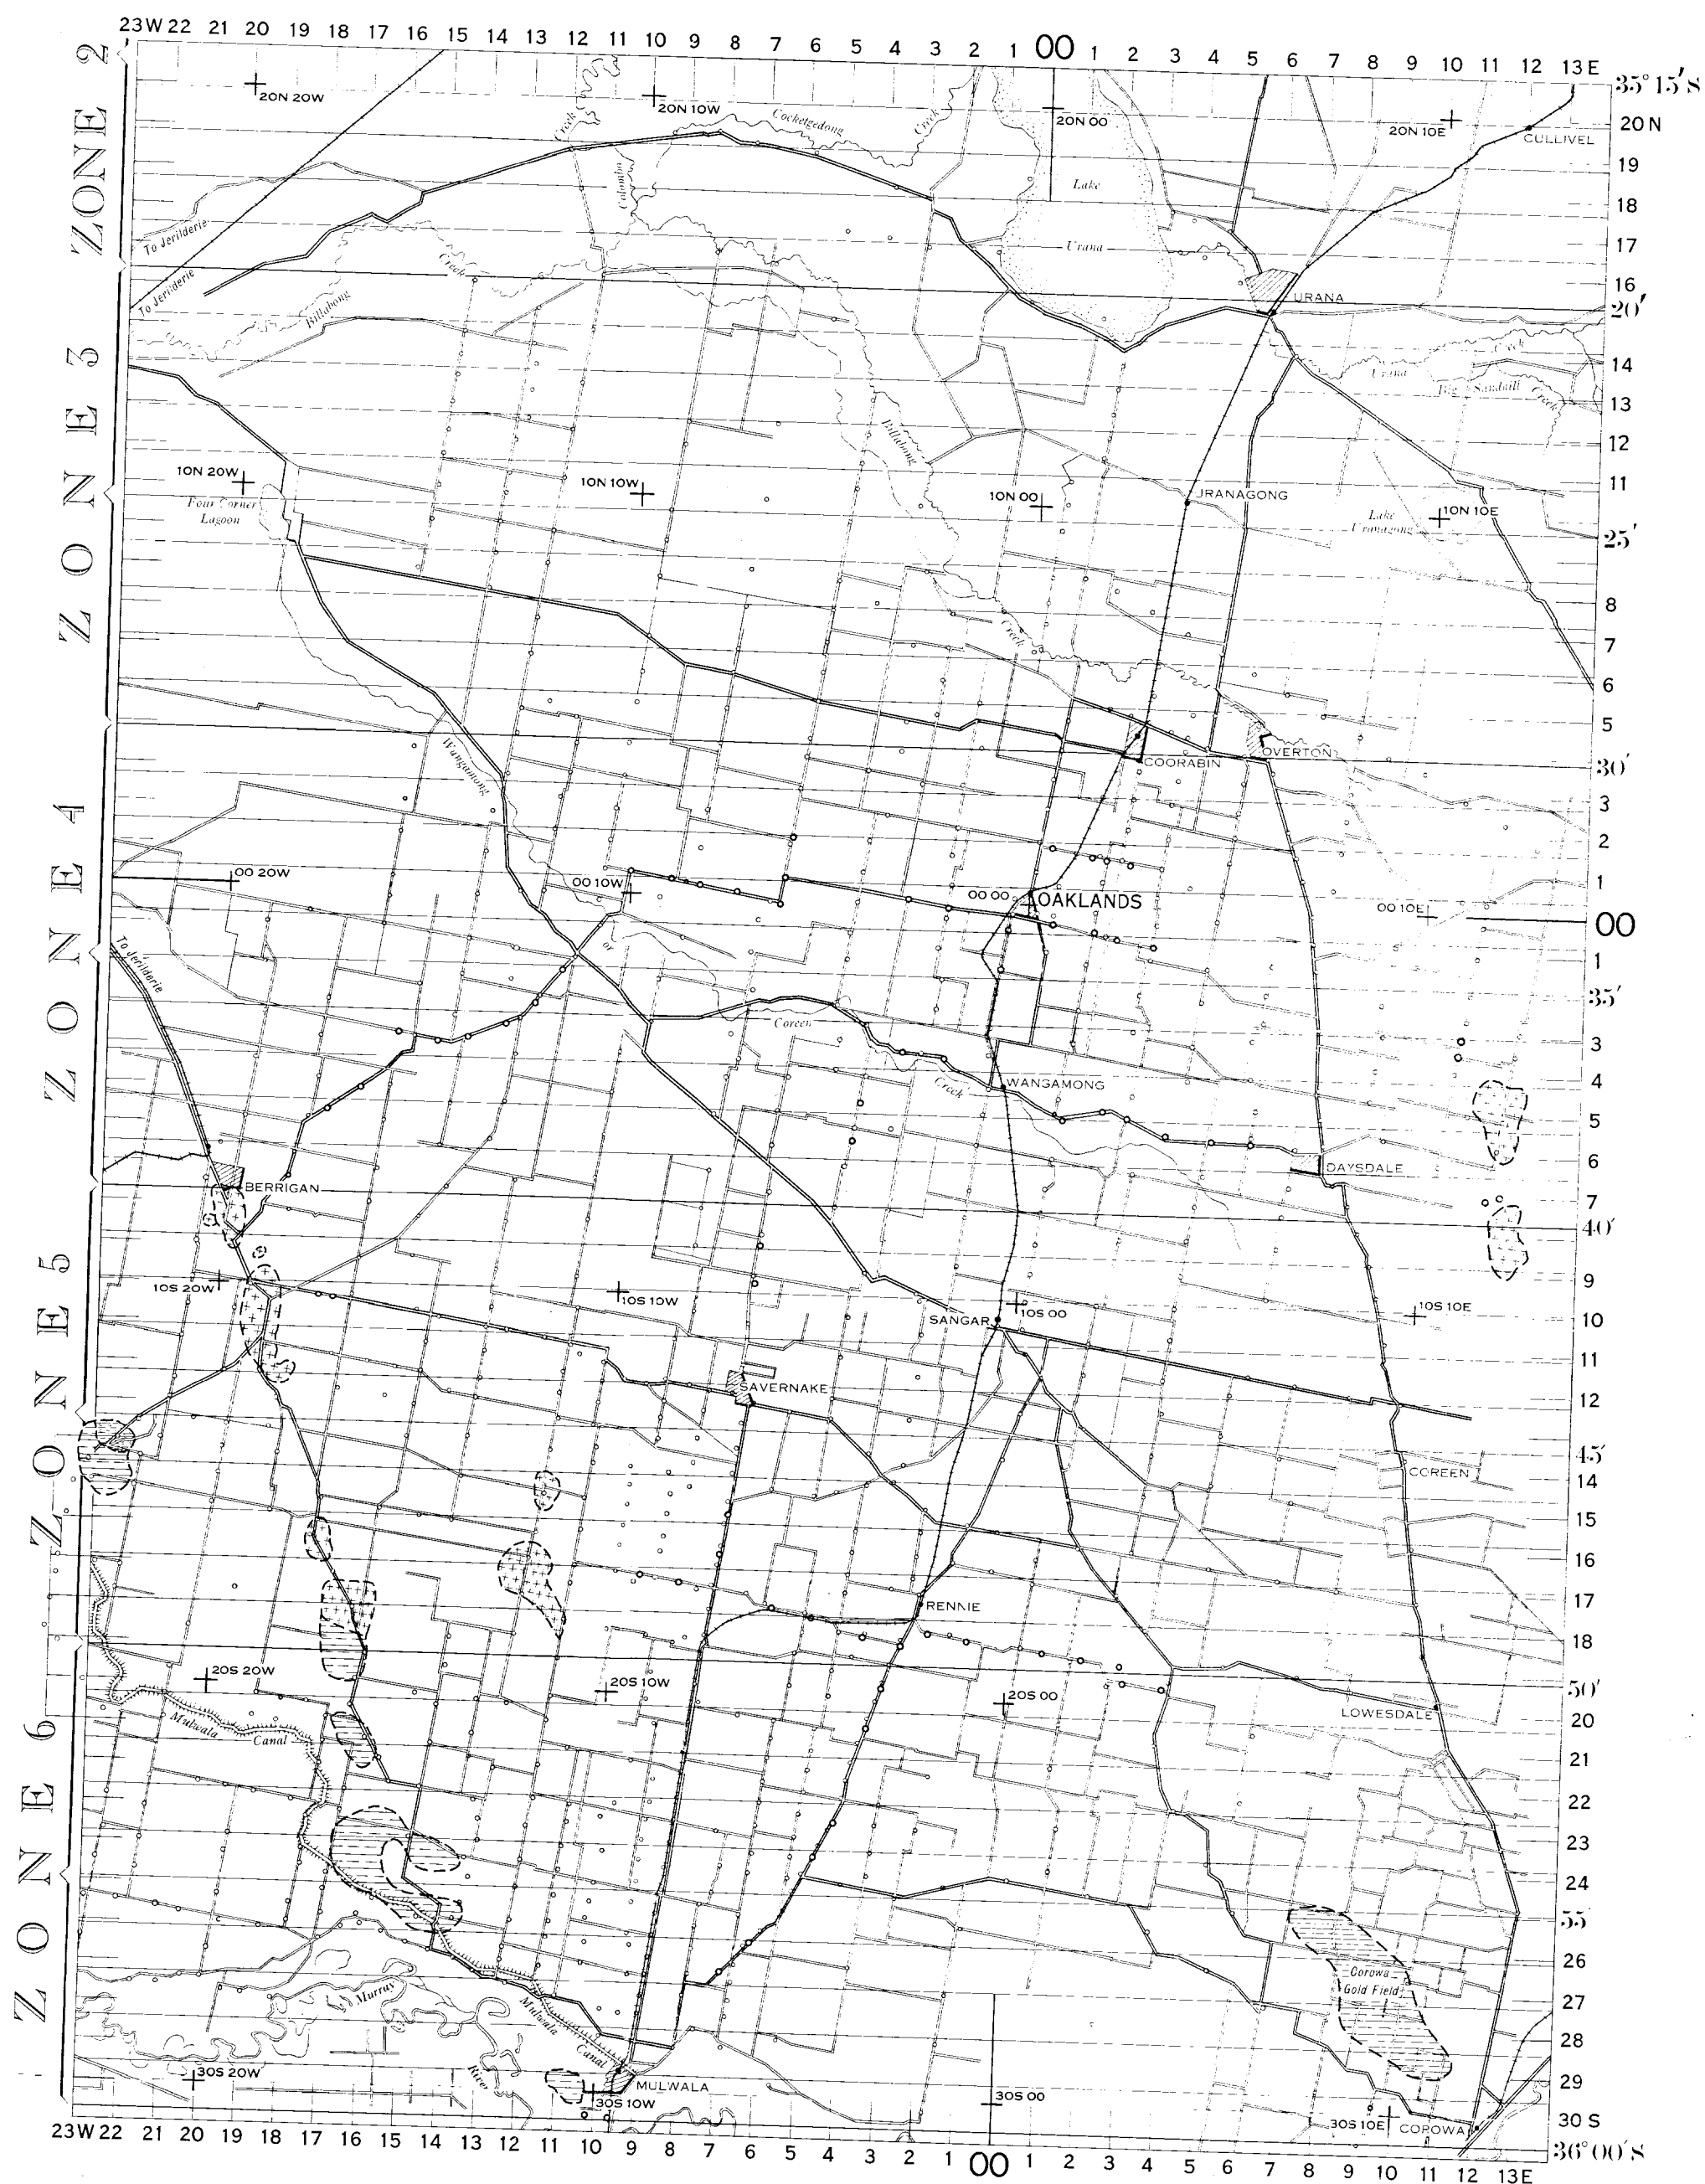 23W 22 21 20 19 18 17 16 15 14 13 12 11 10 9 8 7 6 5 4 3 2 1 00 1 2 3 4 5 6 7 8 9 10 11 12 13 E
35° 15' S
ZONE 2
20N 20W
20N 10W
Cocketgedong
Creek
Creek
20N 00
20N 10E
20 N
CULLIVEL
19
Colombo
Lake
18
To Jerilderie
Urana
17
Creek
16
To Jerilderie
Billabong
URANA
20'
ZONE 3
Creek
14
Urana
Big Sandhill
Creek
13
Billabong
12
10N 20W
10N 10W
10N 00
11
URANAGONG
Four Corner
Lagoon
Lake
Uranagong
10N 10E
25'
8
Creek
7
6
5
Wangamong
COORABIN
OVERTON
30'
ZONE 4
3
2
00 20W
00 10W
00 00
OAKLANDS
1
00 10E
00
or
To Jerilderie
1
35'
Coreen
3
WANGAMONG
Creek
4
5
6
DAYSDALE
BERRIGAN
7
40'
ZONE 5
10S 20W
10S 10W
10S 00
9
10S 10E
SANGAR
10
11
SAVERNAKE
12
45'
COREEN
14
15
16
RENNIE
17
18
20S 20W
20S 10W
20S 00
50'
ZONE 6
Mulwala
Canal
LOWESDALE
20
21
22
23
24
55'
26
Corowa
Gold Field
Murray
27
Mulwala
Canal
28
River
30S 20W
MULWALA
29
30S 10W
30S 00
30S 10E
COROWA
30 S
36° 00' S
23W 22 21 20 19 18 17 16 15 14 13 12 11 10 9 8 7 6 5 4 3 2 1 00 1 2 3 4 5 6 7 8 9 10 11 12 13 E